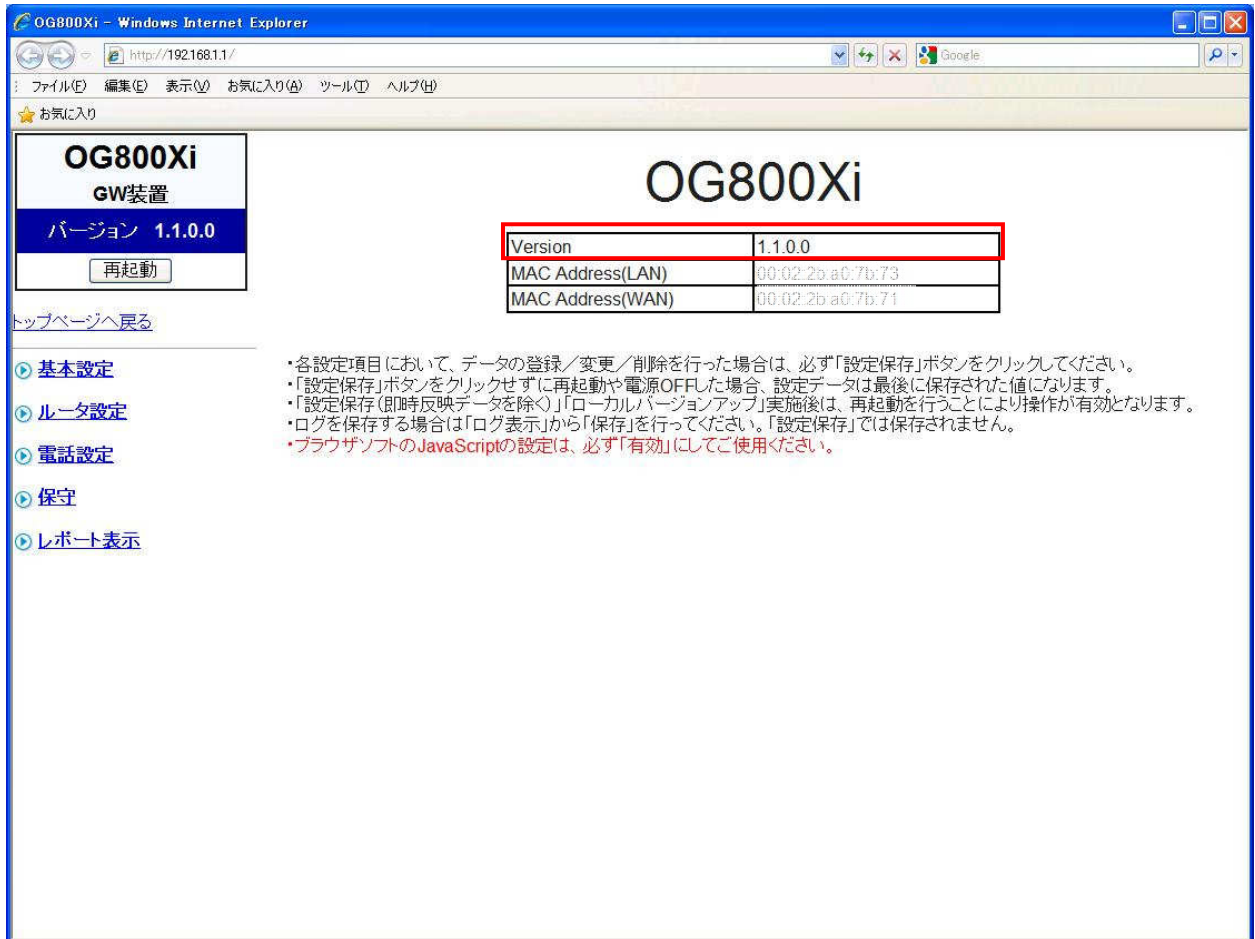 OG800Xi - Windows Internet Explorer
http://192.168.1.1/
Google
ファイル(F) 編集(E) 表示(V) お気に入り(A) ツール(T) ヘルプ(H)
お気に入り
OG800Xi
GW装置
バージョン 1.1.0.0
再起動
トップページへ戻る
基本設定
ルータ設定
電話設定
保守
レポート表示
OG800Xi
Version 1.1.0.0
MAC Address(LAN) 00:02:2b:a0:7b:73
MAC Address(WAN) 00:02:2b:a0:7b:71
・各設定項目において、データの登録／変更／削除を行った場合は、必ず「設定保存」ボタンをクリックしてください。
・「設定保存」ボタンをクリックせずに再起動や電源OFFした場合、設定データは最後に保存された値になります。
・「設定保存(即時反映データを除く)」「ローカルバージョンアップ」実施後は、再起動を行うことにより操作が有効となります。
・ログを保存する場合は「ログ表示」から「保存」を行ってください。「設定保存」では保存されません。
・ブラウザソフトのJavaScriptの設定は、必ず「有効」にしてご使用ください。